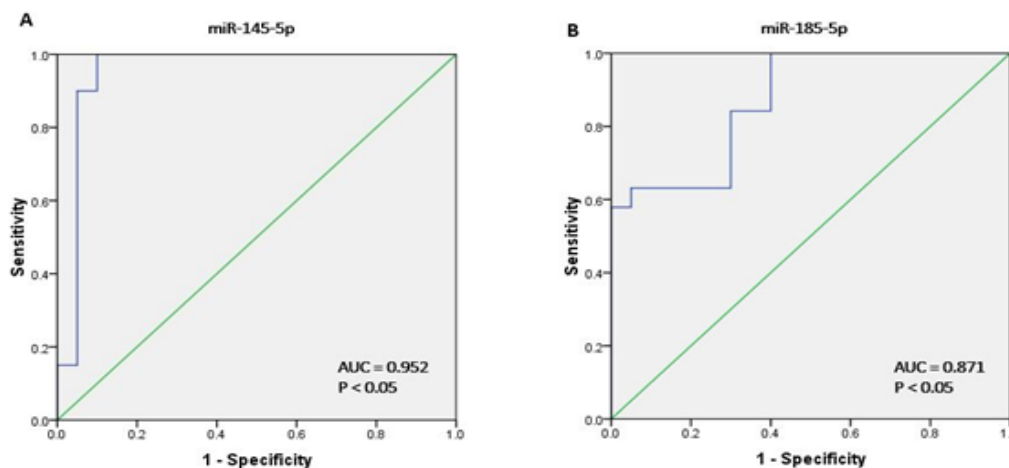 A
miR-145-5p
1.0
0.8
0.6
0.4
0.2
0.0
Sensitivity
AUC = 0.952
P < 0.05
0.0 0.2 0.4 0.6 0.8 1.0
1 - Specificity
B
miR-185-5p
1.0
0.8
0.6
0.4
0.2
0.0
Sensitivity
AUC = 0.871
P < 0.05
0.0 0.2 0.4 0.6 0.8 1.0
1 - Specificity